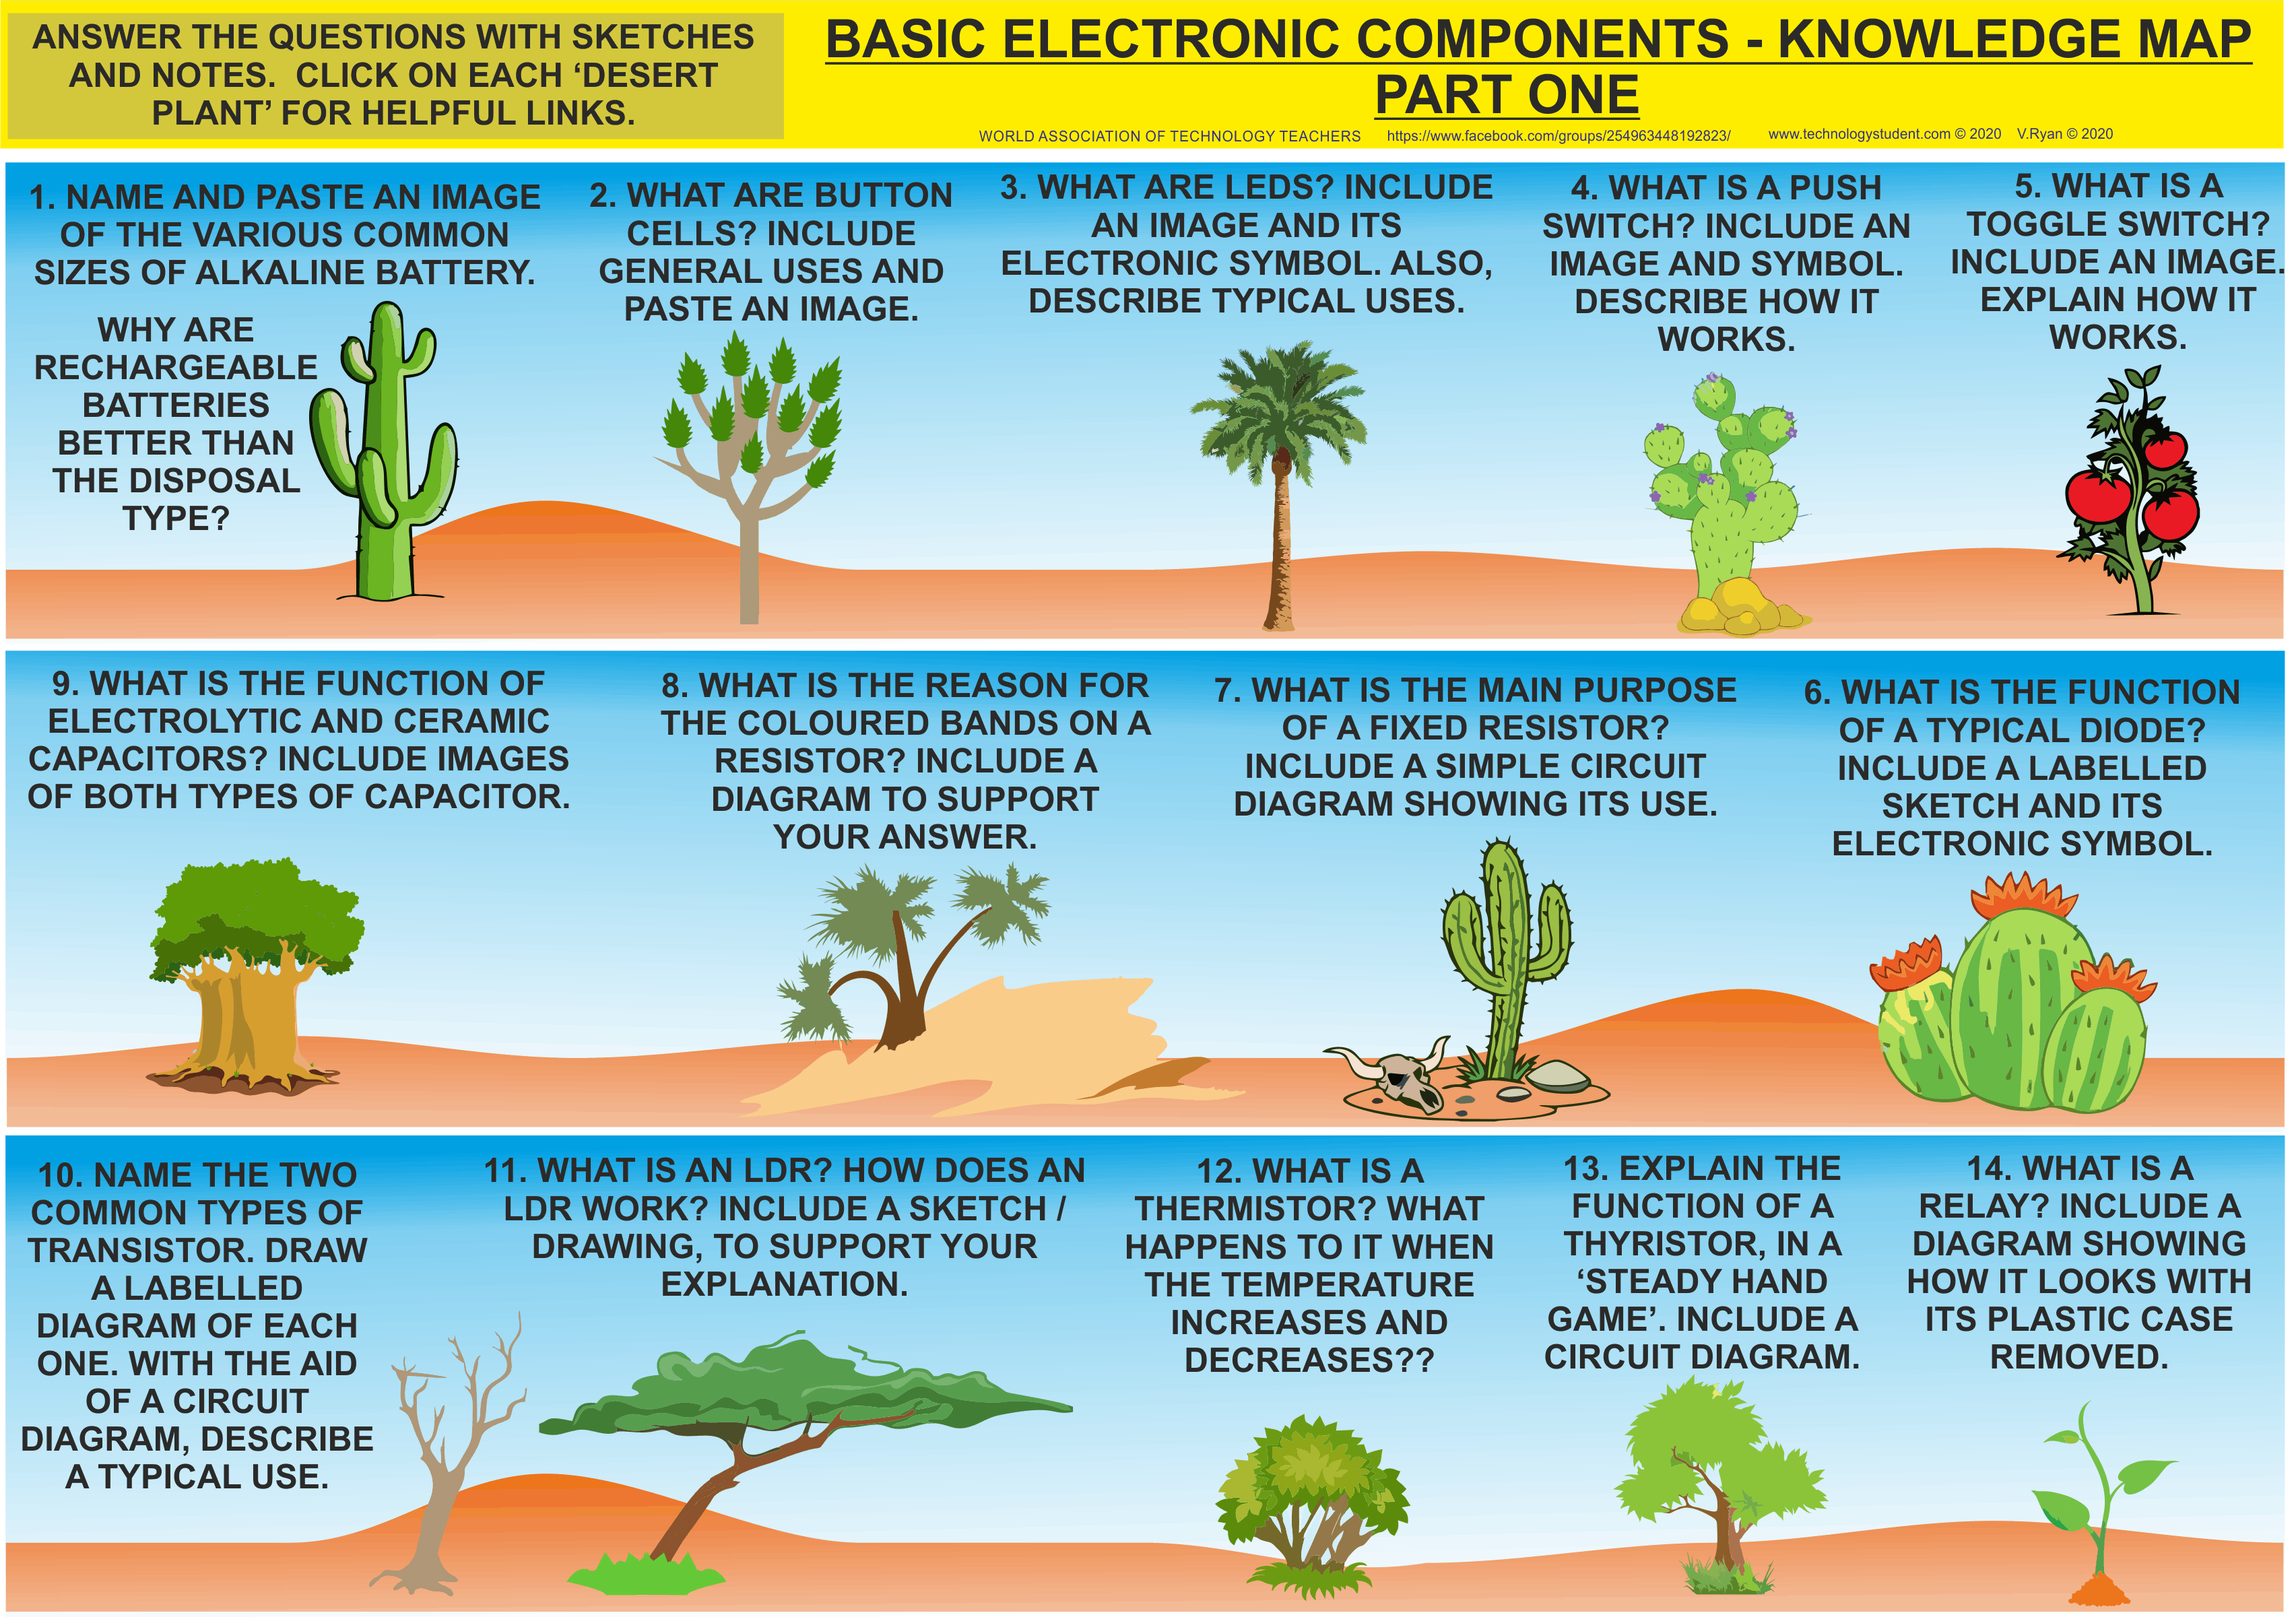 ANSWER THE QUESTIONS WITH SKETCHES
AND NOTES.  CLICK ON EACH ‘DESERT
PLANT’ FOR HELPFUL LINKS.
BASIC ELECTRONIC COMPONENTS - KNOWLEDGE MAP
PART ONE
WORLD ASSOCIATION OF TECHNOLOGY TEACHERS https://www.facebook.com/groups/254963448192823/ www.technologystudent.com © 2020 V.Ryan © 2020
1. NAME AND PASTE AN IMAGE
OF THE VARIOUS COMMON
SIZES OF ALKALINE BATTERY.
WHY ARE
RECHARGEABLE
BATTERIES
BETTER THAN
THE DISPOSAL
TYPE?
2. WHAT ARE BUTTON
CELLS? INCLUDE
GENERAL USES AND
PASTE AN IMAGE.
3. WHAT ARE LEDS? INCLUDE
AN IMAGE AND ITS
ELECTRONIC SYMBOL. ALSO,
DESCRIBE TYPICAL USES.
4. WHAT IS A PUSH
SWITCH? INCLUDE AN
IMAGE AND SYMBOL.
DESCRIBE HOW IT
WORKS.
5. WHAT IS A
TOGGLE SWITCH?
INCLUDE AN IMAGE.
EXPLAIN HOW IT
WORKS.
9. WHAT IS THE FUNCTION OF
ELECTROLYTIC AND CERAMIC
CAPACITORS? INCLUDE IMAGES
OF BOTH TYPES OF CAPACITOR.
8. WHAT IS THE REASON FOR
THE COLOURED BANDS ON A
RESISTOR? INCLUDE A
DIAGRAM TO SUPPORT
YOUR ANSWER.
7. WHAT IS THE MAIN PURPOSE
OF A FIXED RESISTOR?
INCLUDE A SIMPLE CIRCUIT
DIAGRAM SHOWING ITS USE.
6. WHAT IS THE FUNCTION
OF A TYPICAL DIODE?
INCLUDE A LABELLED
SKETCH AND ITS
ELECTRONIC SYMBOL.
10. NAME THE TWO
COMMON TYPES OF
TRANSISTOR. DRAW
A LABELLED
DIAGRAM OF EACH
ONE. WITH THE AID
OF A CIRCUIT
DIAGRAM, DESCRIBE
A TYPICAL USE.
11. WHAT IS AN LDR? HOW DOES AN
LDR WORK? INCLUDE A SKETCH /
DRAWING, TO SUPPORT YOUR
EXPLANATION.
12. WHAT IS A
THERMISTOR? WHAT
HAPPENS TO IT WHEN
THE TEMPERATURE
INCREASES AND
DECREASES??
13. EXPLAIN THE
FUNCTION OF A
THYRISTOR, IN A
‘STEADY HAND
GAME’. INCLUDE A
CIRCUIT DIAGRAM.
14. WHAT IS A
RELAY? INCLUDE A
DIAGRAM SHOWING
HOW IT LOOKS WITH
ITS PLASTIC CASE
REMOVED.